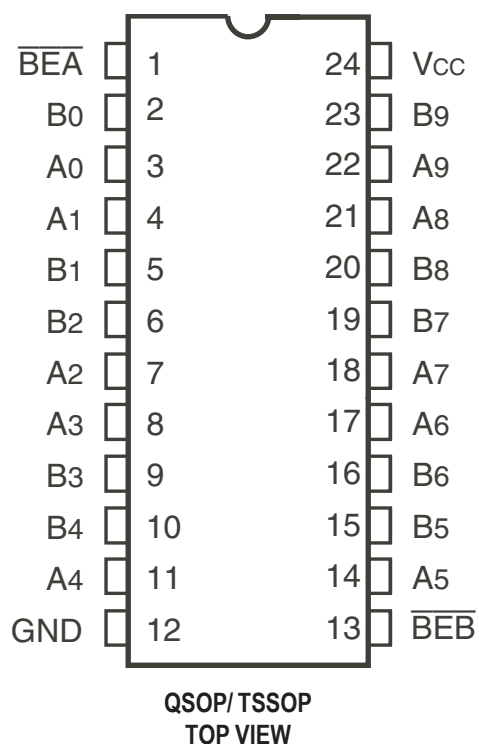 BEA 1 24 VCC
B0 2 23 B9
A0 3 22 A9
A1 4 21 A8
B1 5 20 B8
B2 6 19 B7
A2 7 18 A7
A3 8 17 A6
B3 9 16 B6
B4 10 15 B5
A4 11 14 A5
GND 12 13 BEB
QSOP/ TSSOP
TOP VIEW